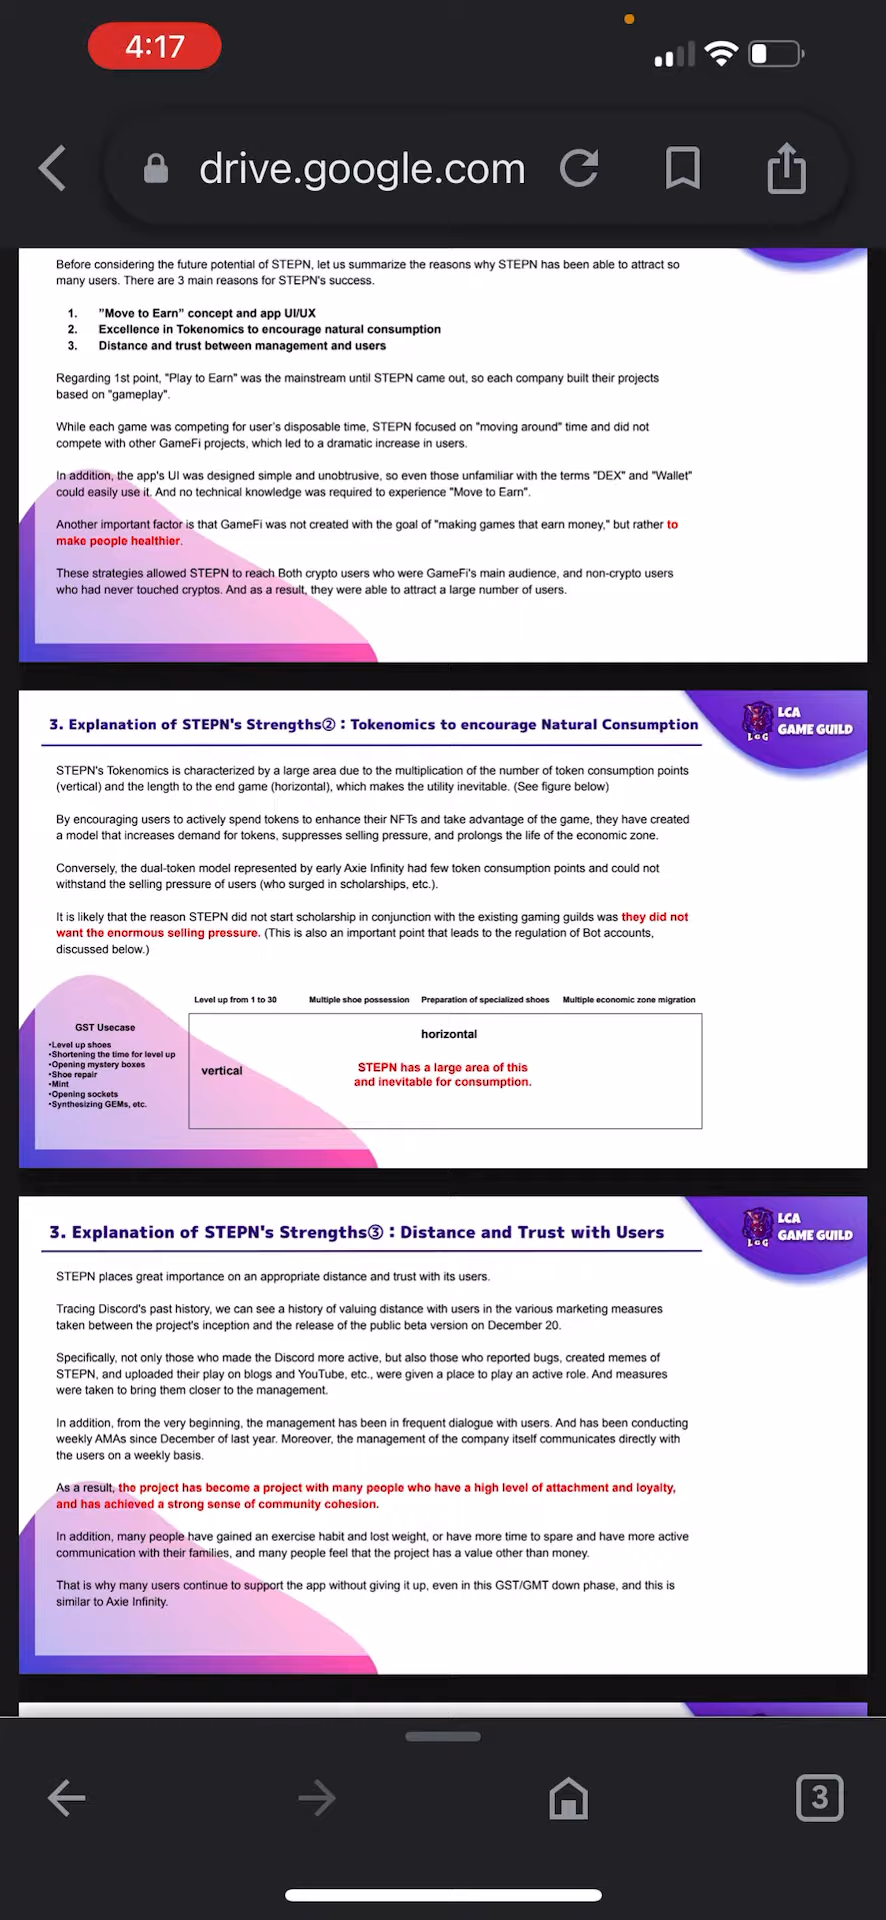 4:17
drive.google.com
Before considering the future potential of STEPN, let us summarize the reasons why STEPN has been able to attract so
many users. There are 3 main reasons for STEPN's success.
1. ”Move to Earn” concept and app UI/UX
2. Excellence in Tokenomics to encourage natural consumption
3. Distance and trust between management and users
Regarding 1st point, "Play to Earn" was the mainstream until STEPN came out, so each company built their projects
based on "gameplay".
While each game was competing for user's disposable time, STEPN focused on "moving around" time and did not
compete with other GameFi projects, which led to a dramatic increase in users.
In addition, the app's UI was designed simple and unobtrusive, so even those unfamiliar with the terms "DEX" and "Wallet"
could easily use it. And no technical knowledge was required to experience "Move to Earn".
Another important factor is that GameFi was not created with the goal of "making games that earn money," but rather to
make people healthier.
These strategies allowed STEPN to reach Both crypto users who were GameFi's main audience, and non-crypto users
who had never touched cryptos. And as a result, they were able to attract a large number of users.
3. Explanation of STEPN's Strengths②：Tokenomics to encourage Natural Consumption
LGG
LCA
GAME GUILD
STEPN's Tokenomics is characterized by a large area due to the multiplication of the number of token consumption points
(vertical) and the length to the end game (horizontal), which makes the utility inevitable. (See figure below)
By encouraging users to actively spend tokens to enhance their NFTs and take advantage of the game, they have created
a model that increases demand for tokens, suppresses selling pressure, and prolongs the life of the economic zone.
Conversely, the dual-token model represented by early Axie Infinity had few token consumption points and could not
withstand the selling pressure of users (who surged in scholarships, etc.).
It is likely that the reason STEPN did not start scholarship in conjunction with the existing gaming guilds was they did not
want the enormous selling pressure. (This is also an important point that leads to the regulation of Bot accounts,
discussed below.)
Level up from 1 to 30 Multiple shoe possession Preparation of specialized shoes Multiple economic zone migration
GST Usecase
•Level up shoes
•Shortening the time for level up
•Opening mystery boxes
•Shoe repair
•Mint
•Opening sockets
•Synthesizing GEMs, etc.
horizontal
vertical
STEPN has a large area of this
and inevitable for consumption.
3. Explanation of STEPN's Strengths③：Distance and Trust with Users
LGG
LCA
GAME GUILD
STEPN places great importance on an appropriate distance and trust with its users.
Tracing Discord's past history, we can see a history of valuing distance with users in the various marketing measures
taken between the project's inception and the release of the public beta version on December 20.
Specifically, not only those who made the Discord more active, but also those who reported bugs, created memes of
STEPN, and uploaded their play on blogs and YouTube, etc., were given a place to play an active role. And measures
were taken to bring them closer to the management.
In addition, from the very beginning, the management has been in frequent dialogue with users. And has been conducting
weekly AMAs since December of last year. Moreover, the management of the company itself communicates directly with
the users on a weekly basis.
As a result, the project has become a project with many people who have a high level of attachment and loyalty,
and has achieved a strong sense of community cohesion.
In addition, many people have gained an exercise habit and lost weight, or have more time to spare and have more active
communication with their families, and many people feel that the project has a value other than money.
That is why many users continue to support the app without giving it up, even in this GST/GMT down phase, and this is
similar to Axie Infinity.
3